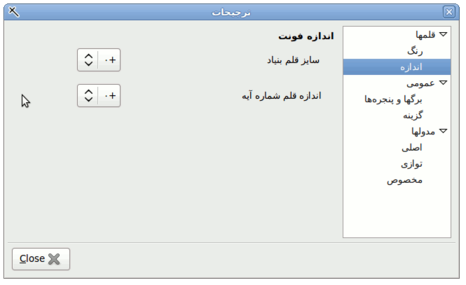 ترجیحات
قلمها
رنگ
اندازه
عمومی
برگها و پنجره‌ها
گزینه
مدولها
اصلی
توازی
مخصوص
اندازه فونت
سایز قلم بنیاد
+۰
اندازه قلم شماره آیه
+۰
Close